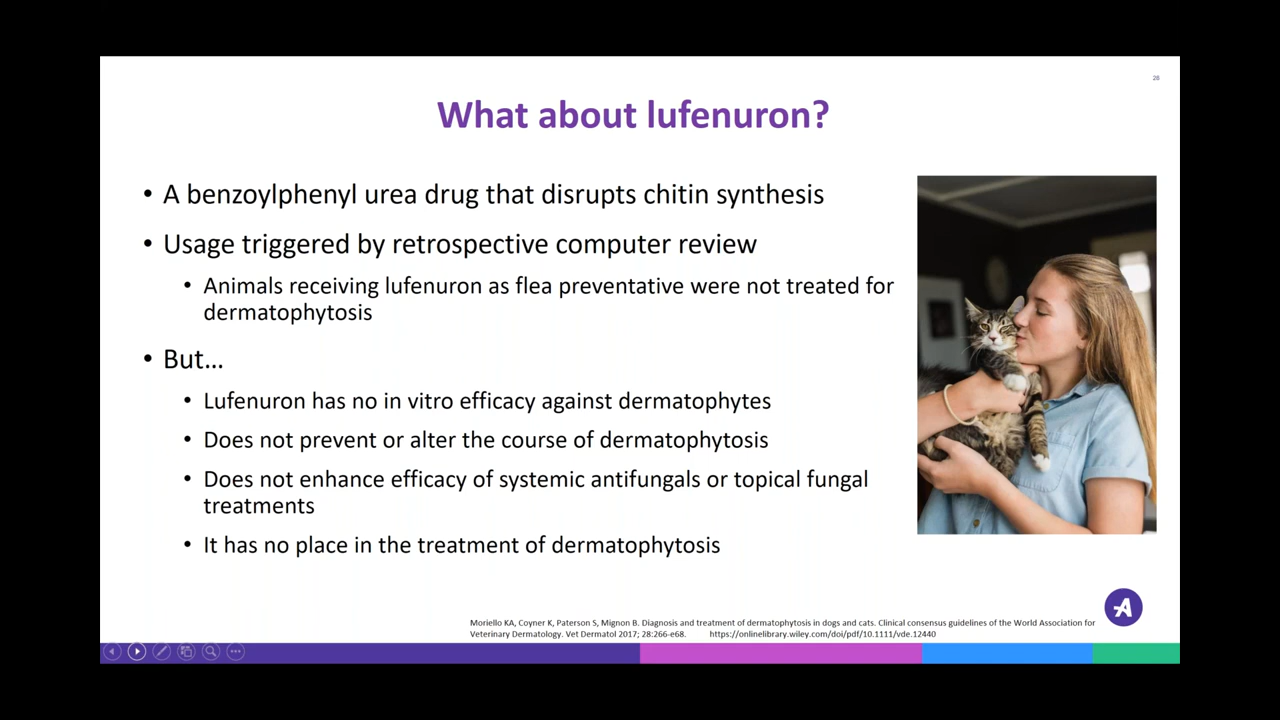 28
What about lufenuron?
• A benzoylphenyl urea drug that disrupts chitin synthesis
• Usage triggered by retrospective computer review
• Animals receiving lufenuron as flea preventative were not treated for
dermatophytosis
• But…
• Lufenuron has no in vitro efficacy against dermatophytes
• Does not prevent or alter the course of dermatophytosis
• Does not enhance efficacy of systemic antifungals or topical fungal
treatments
• It has no place in the treatment of dermatophytosis
Moriello KA, Coyner K, Paterson S, Mignon B. Diagnosis and treatment of dermatophytosis in dogs and cats. Clinical consensus guidelines of the World Association for
Veterinary Dermatology. Vet Dermatol 2017; 28:266-e68. https://onlinelibrary.wiley.com/doi/pdf/10.1111/vde.12440